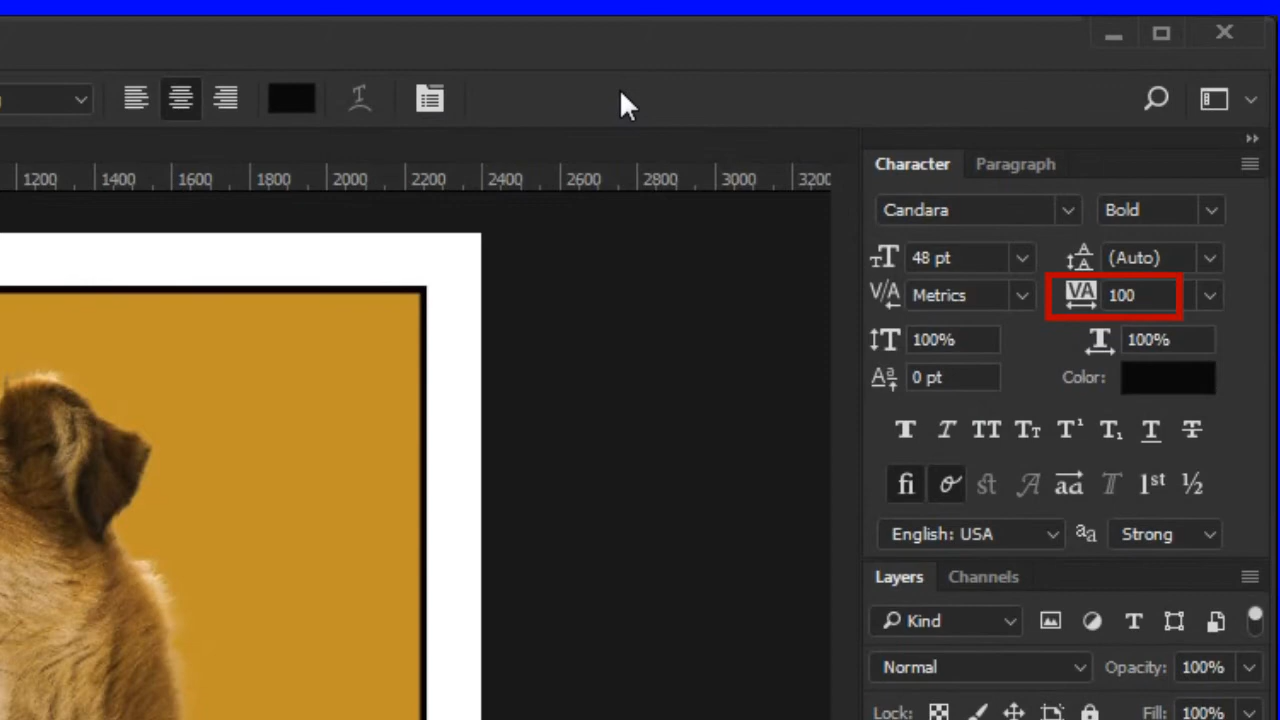 1200 1400 1600 1800 2000 2200 2400 2600 2800 3000 3200
Character Paragraph
Candara Bold
48 pt (Auto)
Metrics 100
100% 100%
0 pt Color:
English: USA Strong
Layers Channels
Kind
Normal Opacity: 100%
Lock: Fill: 100%